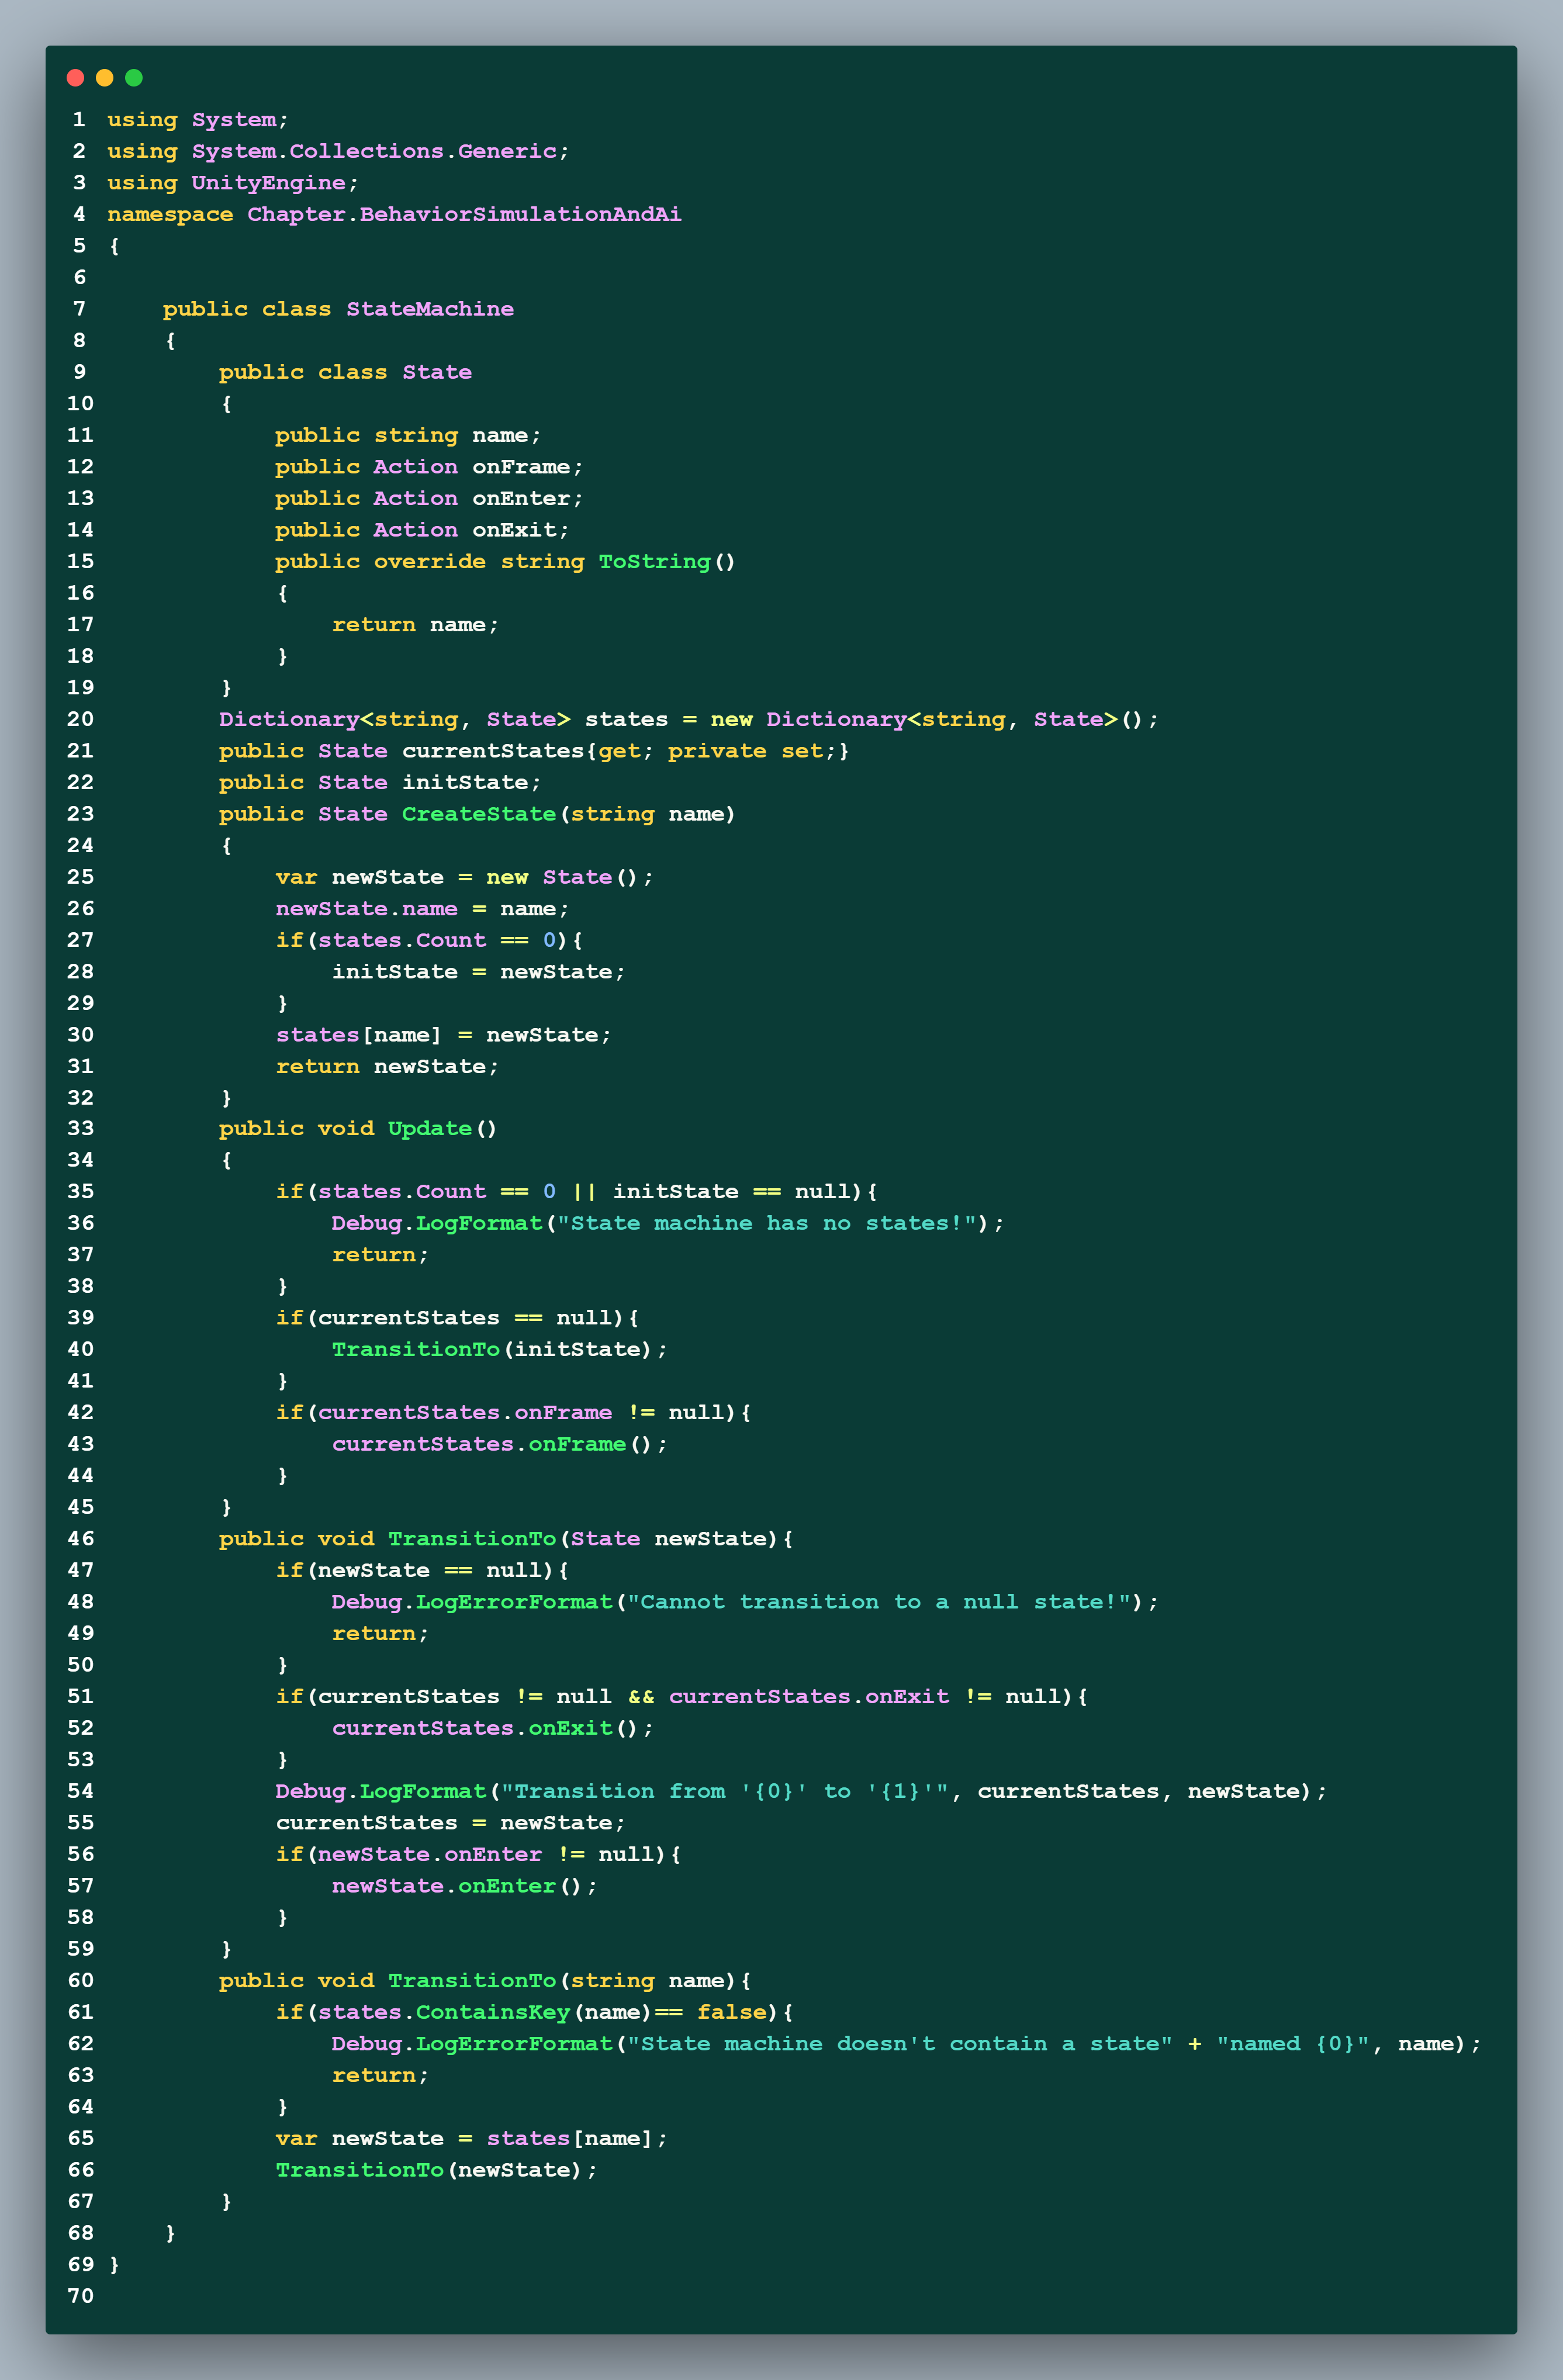 1 using System;
2 using System.Collections.Generic;
3 using UnityEngine;
4 namespace Chapter.BehaviorSimulationAndAi
5 {
6
7     public class StateMachine
8     {
9         public class State
10         {
11             public string name;
12             public Action onFrame;
13             public Action onEnter;
14             public Action onExit;
15             public override string ToString()
16             {
17                 return name;
18             }
19         }
20         Dictionary<string, State> states = new Dictionary<string, State>();
21         public State currentStates{get; private set;}
22         public State initState;
23         public State CreateState(string name)
24         {
25             var newState = new State();
26             newState.name = name;
27             if(states.Count == 0){
28                 initState = newState;
29             }
30             states[name] = newState;
31             return newState;
32         }
33         public void Update()
34         {
35             if(states.Count == 0 || initState == null){
36                 Debug.LogFormat("State machine has no states!");
37                 return;
38             }
39             if(currentStates == null){
40                 TransitionTo(initState);
41             }
42             if(currentStates.onFrame != null){
43                 currentStates.onFrame();
44             }
45         }
46         public void TransitionTo(State newState){
47             if(newState == null){
48                 Debug.LogErrorFormat("Cannot transition to a null state!");
49                 return;
50             }
51             if(currentStates != null && currentStates.onExit != null){
52                 currentStates.onExit();
53             }
54             Debug.LogFormat("Transition from '{0}' to '{1}'", currentStates, newState);
55             currentStates = newState;
56             if(newState.onEnter != null){
57                 newState.onEnter();
58             }
59         }
60         public void TransitionTo(string name){
61             if(states.ContainsKey(name)== false){
62                 Debug.LogErrorFormat("State machine doesn't contain a state" + "named {0}", name);
63                 return;
64             }
65             var newState = states[name];
66             TransitionTo(newState);
67         }
68     }
69 }
70